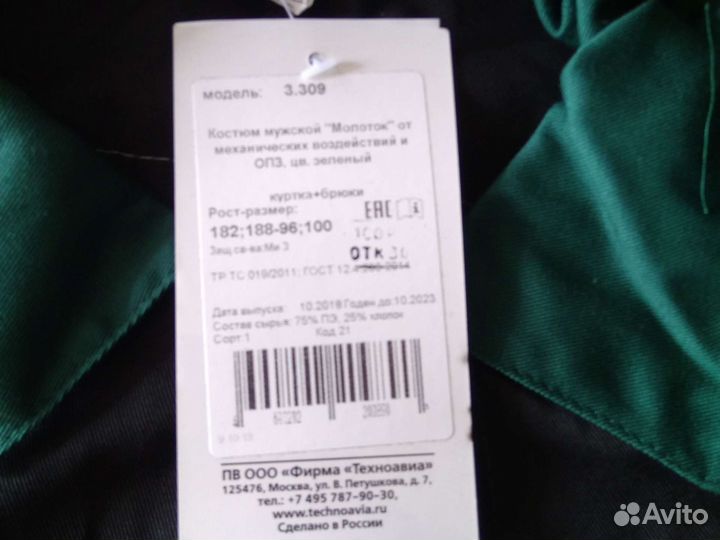 модель: 3.309
Костюм мужской "Молоток" от
механических воздействий и
ОПЗ, цв. зеленый
куртка+брюки
Рост-размер:
182;188-96;100
EAC
Защ.св-ва:Ми З
ОТК 36
ТР ТС 019/2011; ГОСТ
Дата выпуска: 10.2018 Годен до:10.2023
Состав сырья: 75% ПЭ, 25% хлопок
Сорт:1 Код 21
ПВ ООО «Фирма «Техноавиа»
125476, Москва, ул. В. Петушкова, д. 7,
тел.: +7 495 787-90-30,
www.technoavia.ru
Сделано в России
Avito